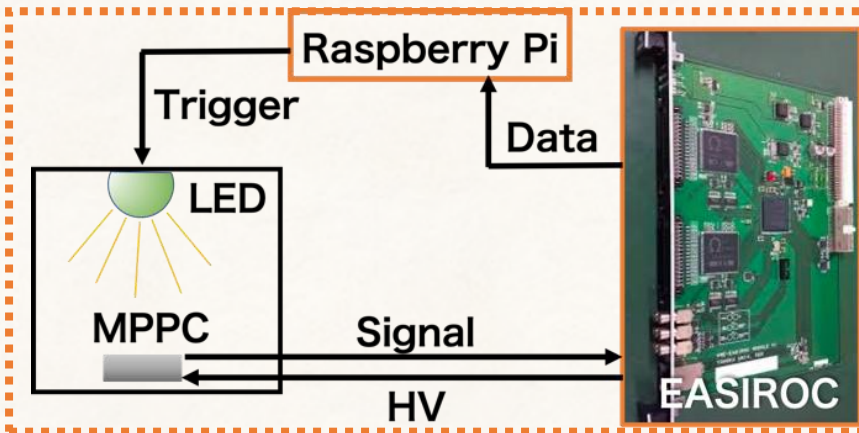 Raspberry Pi
Trigger
Data
LED
MPPC
Signal
HV
EASIROC